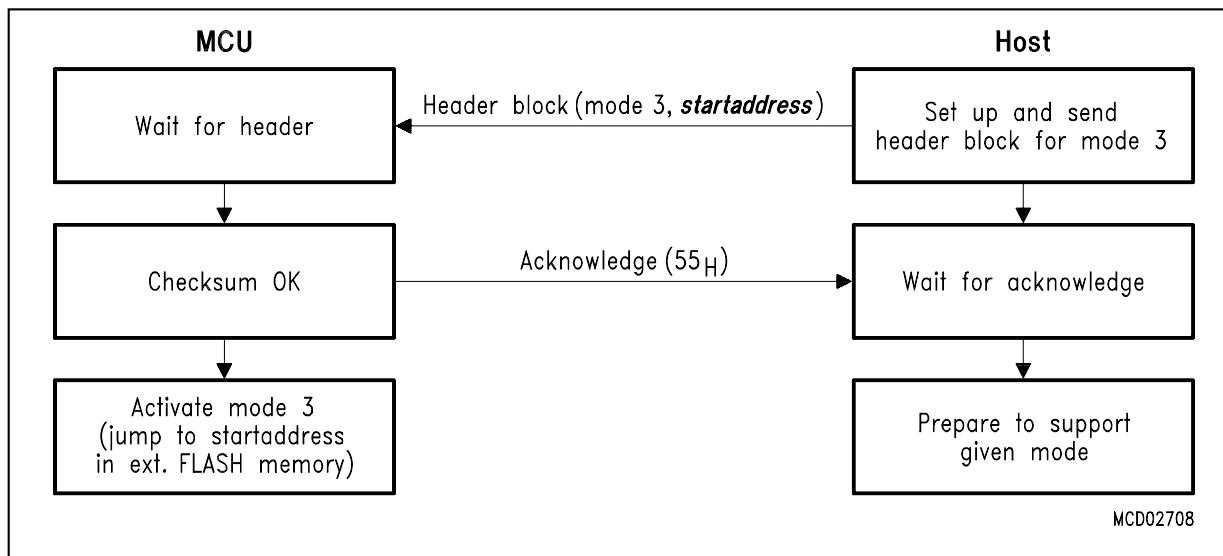 MCU
Host
Wait for header
Header block (mode 3, startaddress)
Set up and send
header block for mode 3
Checksum OK
Acknowledge (55H)
Wait for acknowledge
Activate mode 3
(jump to startaddress
in ext. FLASH memory)
Prepare to support
given mode
MCD02708